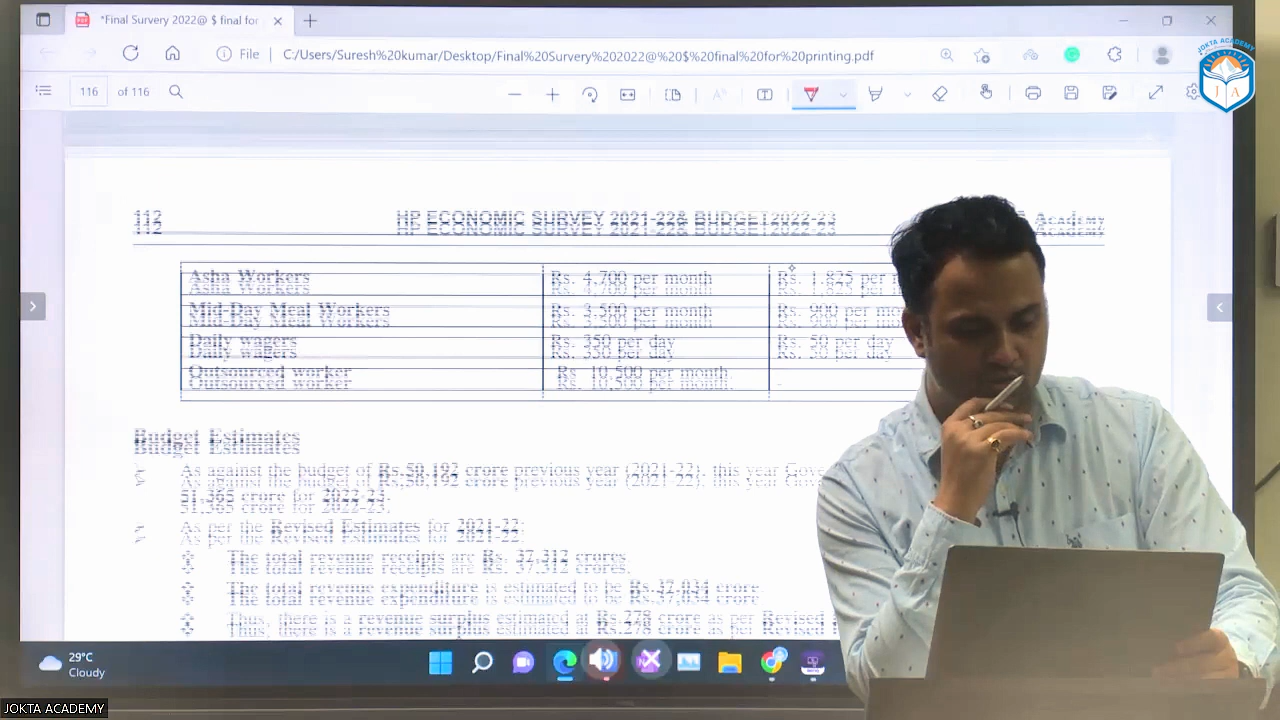 *Final Survery 2022@ $ final for
File
C:/Users/Suresh%20kumar/Desktop/Final%20Survery%202022@%20$%20final%20for%20printing.pdf
JOKTA ACADEMY
J A
116 of 116
112 HP ECONOMIC SURVEY 2021-22& BUDGET2022-23 Academy
Asha Workers Rs. 4,700 per month Rs. 1,825 per
Mid-Day Meal Workers Rs. 3,500 per month Rs. 900 per
Daily wagers Rs. 350 per day Rs. 50 per day
Outsourced worker Rs. 10,500 per month. -
Budget Estimates
As against the budget of Rs.50,192 crore previous year (2021-22), this year
51,365 crore for 2022-23.
As per the Revised Estimates for 2021-22:
The total revenue receipts are Rs. 37,312 crores.
The total revenue expenditure is estimated to be Rs.37,034 crore
Thus, there is a revenue surplus estimated at Rs.278 crore as per Revised
29°C
Cloudy
JOKTA ACADEMY